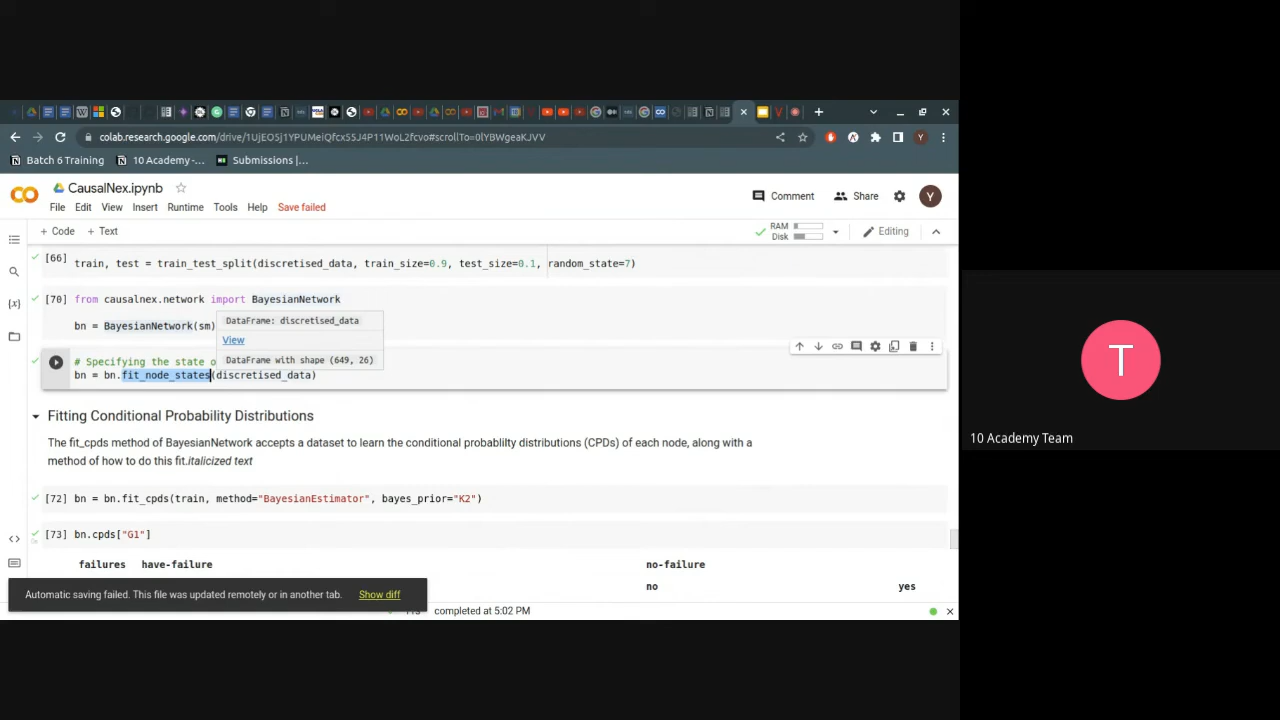 colab.research.google.com/drive/1UjEOSj1YPUMeiQfcx55J4P11WoL2fcvo#scrollTo=0lYBWgeaKJVV
Y
Batch 6 Training
10 Academy -...
Submissions |...
CausalNex.ipynb
Comment
Share
Y
File Edit View Insert Runtime Tools Help Save failed
+ Code + Text
RAM
Disk
Editing
[66] train, test = train_test_split(discretised_data, train_size=0.9, test_size=0.1, random_state=7)
[70] from causalnex.network import BayesianNetwork
bn = BayesianNetwork(sm)
DataFrame: discretised_data
View
DataFrame with shape (649, 26)
# Specifying the state o
bn = bn.fit_node_states(discretised_data)
Fitting Conditional Probability Distributions
The fit_cpds method of BayesianNetwork accepts a dataset to learn the conditional probablilty distributions (CPDs) of each node, along with a
method of how to do this fit.italicized text
[72] bn = bn.fit_cpds(train, method="BayesianEstimator", bayes_prior="K2")
[73] bn.cpds["G1"]
failures have-failure no-failure
no yes
Automatic saving failed. This file was updated remotely or in another tab. Show diff
completed at 5:02 PM
T
10 Academy Team